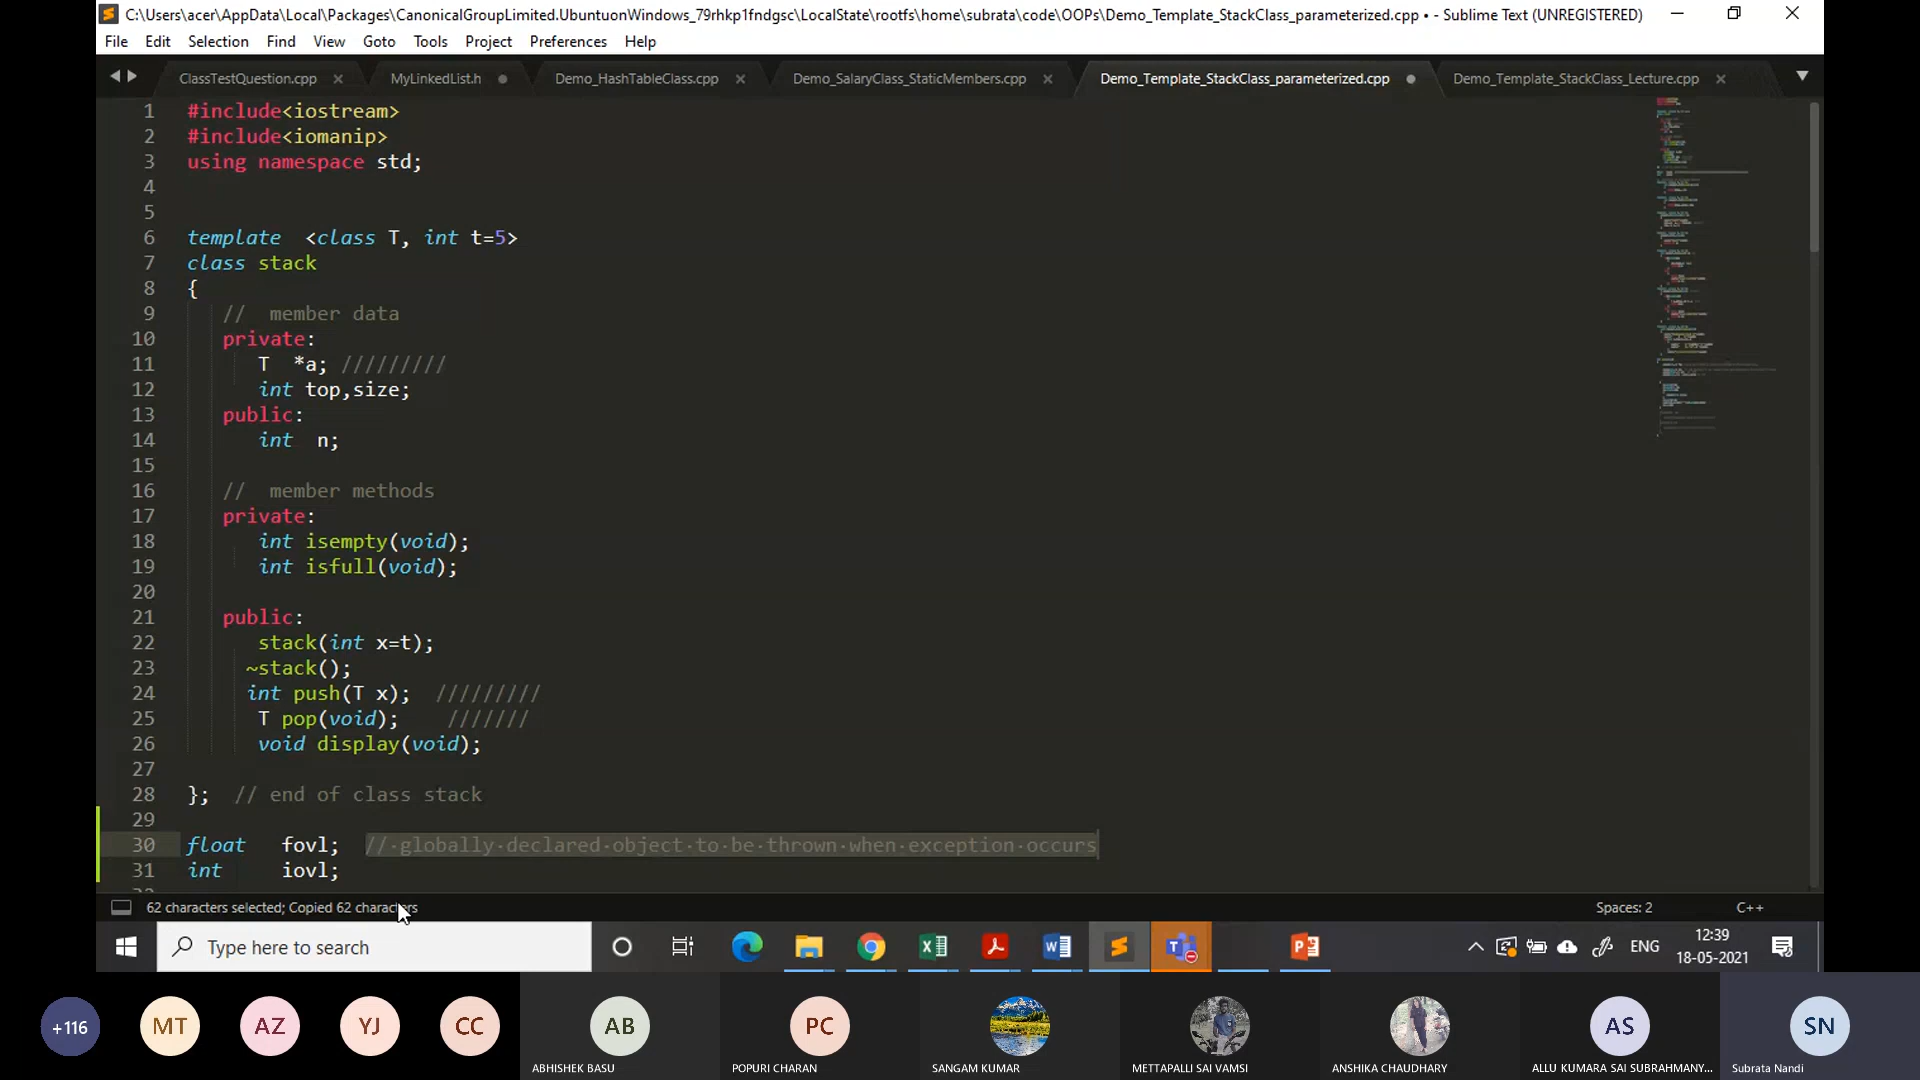 C:\Users\acer\AppData\Local\Packages\CanonicalGroupLimited.UbuntuonWindows_79rhkp1fndgsc\LocalState\rootfs\home\subrata\code\OOPs\Demo_Template_StackClass_parameterized.cpp • - Sublime Text (UNREGISTERED)
File Edit Selection Find View Goto Tools Project Preferences Help
ClassTestQuestion.cpp MyLinkedList.h Demo_HashTableClass.cpp Demo_SalaryClass_StaticMembers.cpp Demo_Template_StackClass_parameterized.cpp Demo_Template_StackClass_Lecture.cpp
1 #include<iostream>
2 #include<iomanip>
3 using namespace std;
4
5
6 template <class T, int t=5>
7 class stack
8 {
9 // member data
10 private:
11 T *a; /////////
12 int top,size;
13 public:
14 int n;
15
16 // member methods
17 private:
18 int isempty(void);
19 int isfull(void);
20
21 public:
22 stack(int x=t);
23 ~stack();
24 int push(T x); /////////
25 T pop(void); ///////
26 void display(void);
27
28 }; // end of class stack
29
30 float fovl; // globally declared object to be thrown when exception occurs
31 int iovl;
62 characters selected; Copied 62 characters Spaces: 2 C++
Type here to search ENG 12:39
18-05-2021
+116 MT AZ YJ CC AB PC AS SN
ABHISHEK BASU POPURI CHARAN SANGAM KUMAR METTAPALLI SAI VAMSI ANSHIKA CHAUDHARY ALLU KUMARA SAI SUBRAHMANY... Subrata Nandi